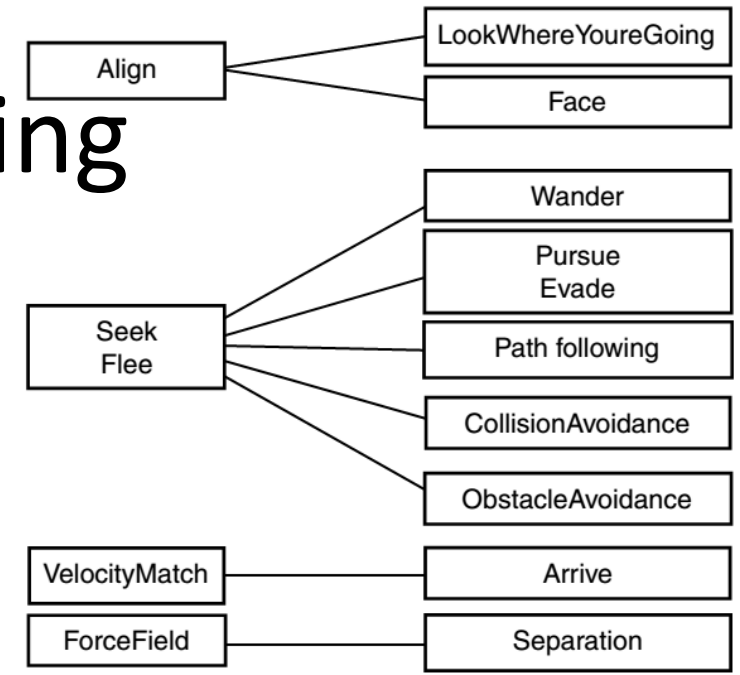 ing
Align
LookWhereYoureGoing
Face
Seek
Flee
Wander
Pursue
Evade
Path following
CollisionAvoidance
ObstacleAvoidance
VelocityMatch
Arrive
ForceField
Separation